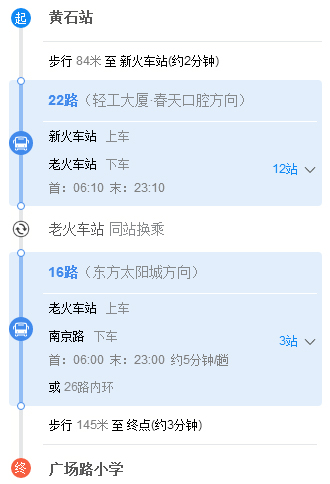 起 黄石站
步行 84米 至 新火车站(约2分钟)
22路（轻工大厦·春天口腔方向）
新火车站 上车
老火车站 下车
12站
首：06:10 末：23:10
老火车站 同站换乘
16路（东方太阳城方向）
老火车站 上车
南京路 下车
3站
首：06:00 末：23:00 约5分钟/趟
或 26路内环
步行 145米 至 终点(约3分钟)
终 广场路小学